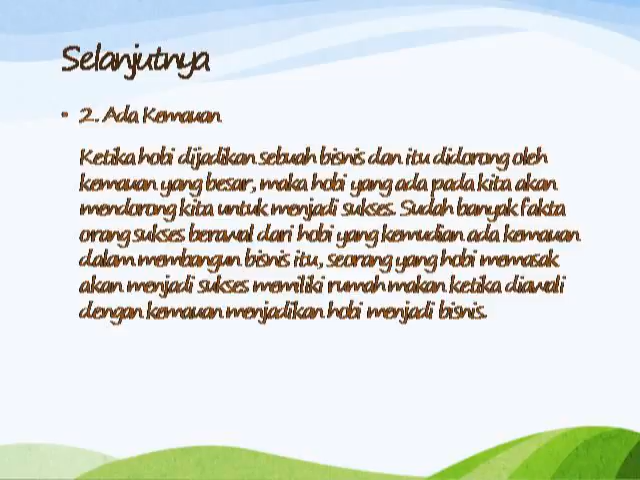 Selanjutnya
• 2. Ada Kemauan
Ketika hobi dijadikan sebuah bisnis dan itu didorong oleh
kemauan yang besar, maka hobi yang ada pada kita akan
mendorong kita untuk menjadi sukses. Sudah banyak fakta
orang sukses berawal dari hobi yang kemudian ada kemauan
dalam membangun bisnis itu, seorang yang hobi memasak
akan menjadi sukses memiliki rumah makan ketika diawali
dengan kemauan menjadikan hobi menjadi bisnis.